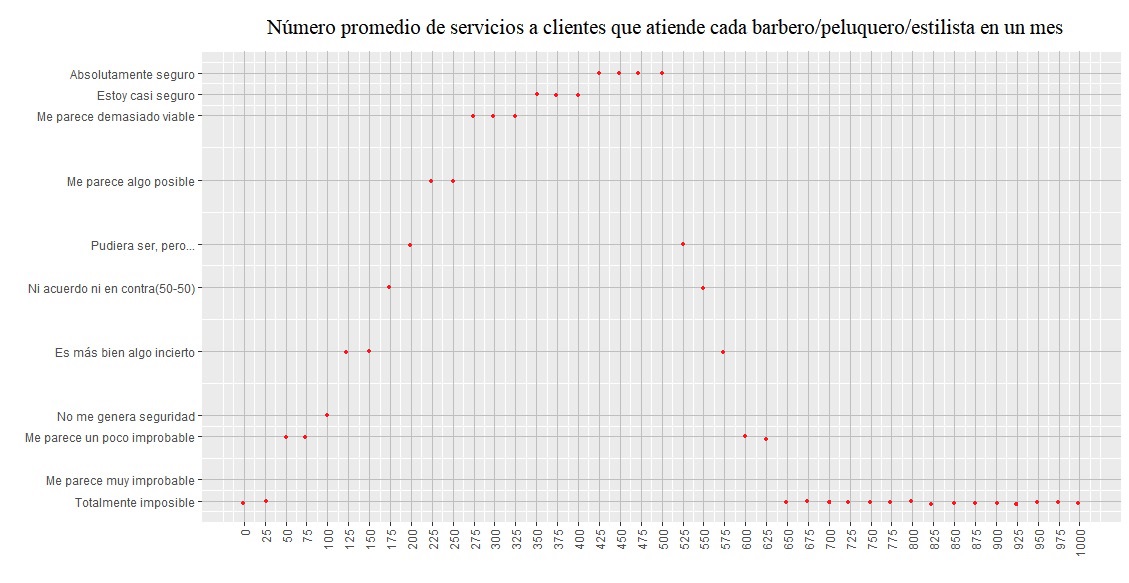 Número promedio de servicios a clientes que atiende cada barbero/peluquero/estilista en un mes
Absolutamente seguro
Estoy casi seguro
Me parece demasiado viable
Me parece algo posible
Pudiera ser, pero...
Ni acuerdo ni en contra(50-50)
Es más bien algo incierto
No me genera seguridad
Me parece un poco improbable
Me parece muy improbable
Totalmente imposible
0 25 50 75 100 125 150 175 200 225 250 275 300 325 350 375 400 425 450 475 500 525 550 575 600 625 650 675 700 725 750 775 800 825 850 875 900 925 950 975 1000